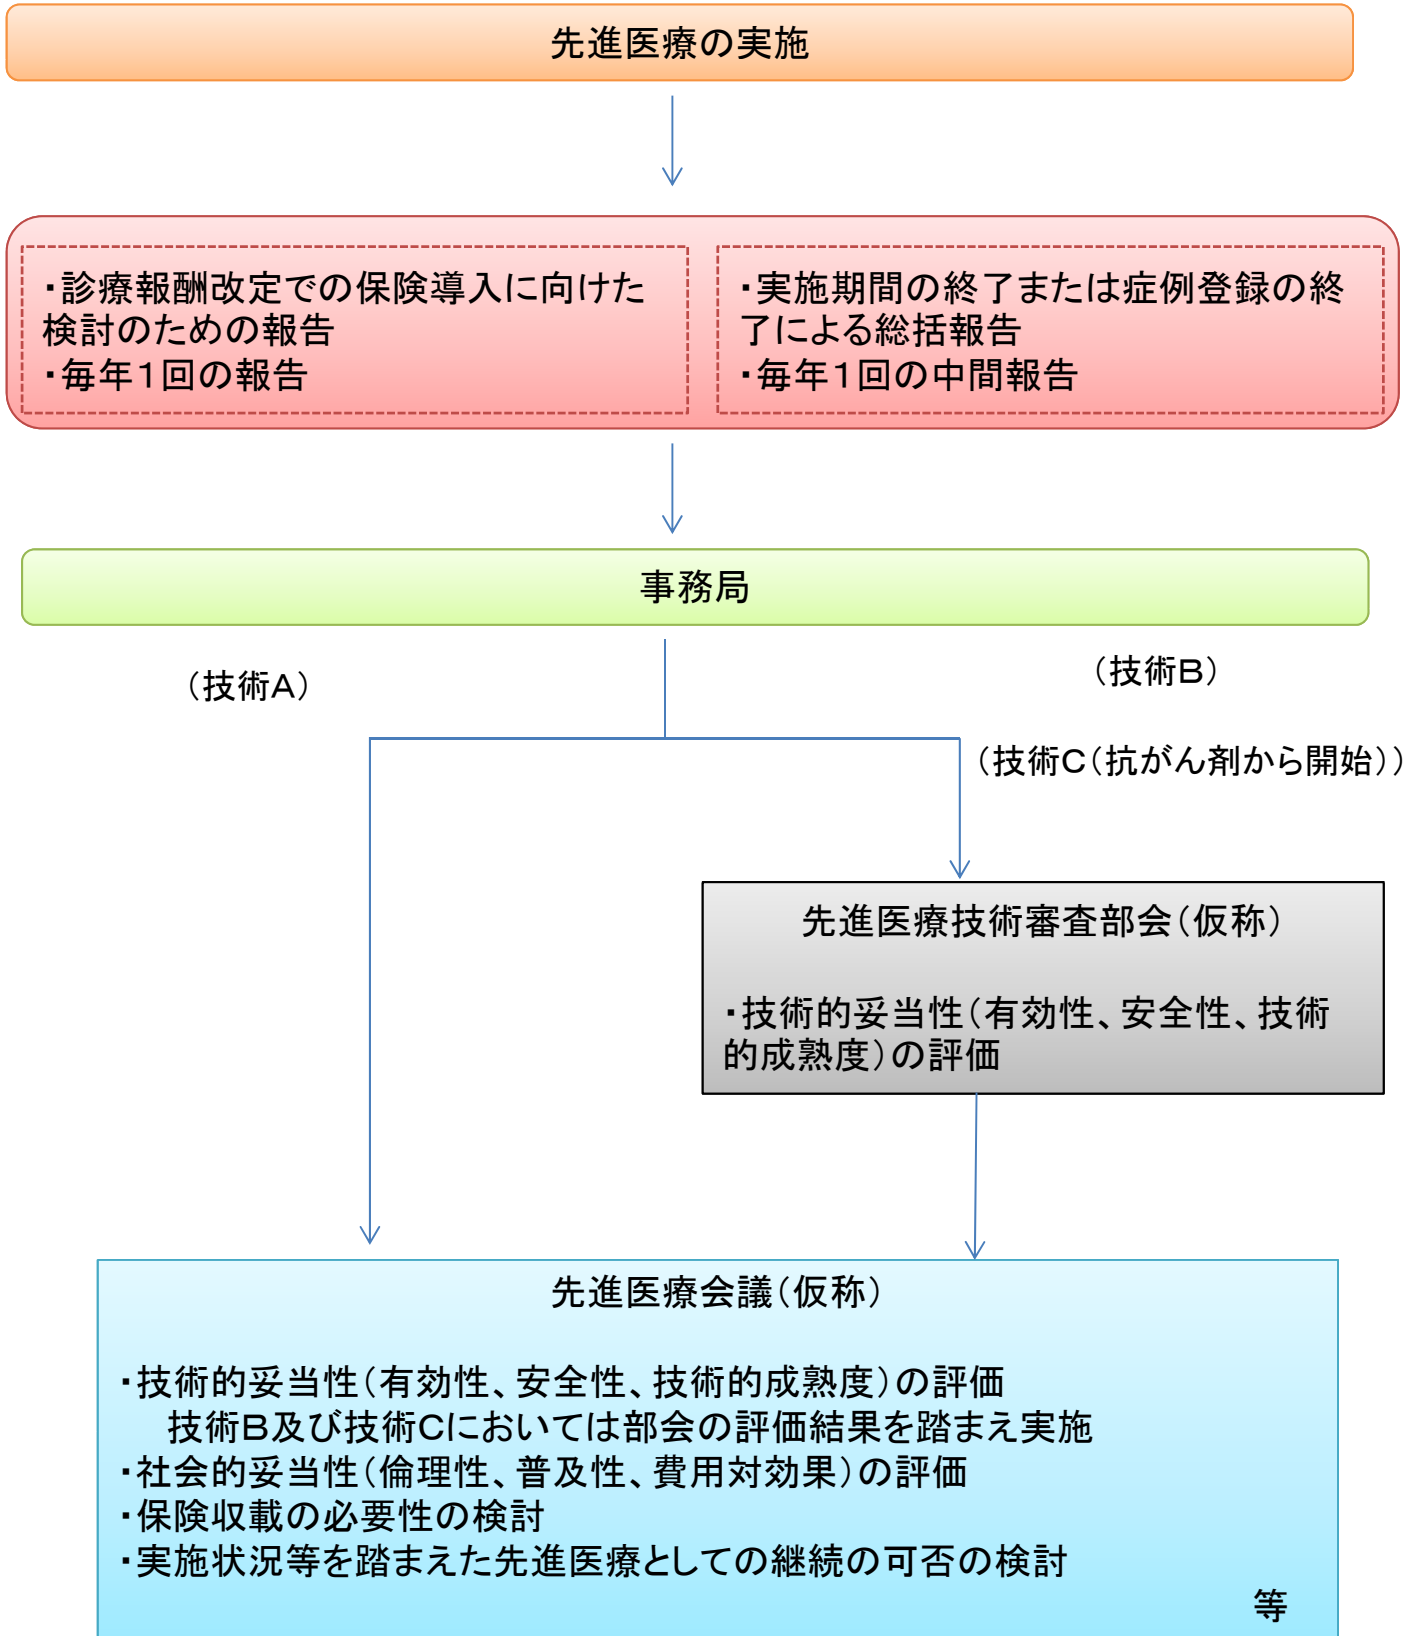 先進医療の実施
・診療報酬改定での保険導入に向けた
検討のための報告
・毎年１回の報告
・実施期間の終了または症例登録の終
了による総括報告
・毎年１回の中間報告
事務局
（技術A）
（技術B）
（技術C（抗がん剤から開始））
先進医療技術審査部会（仮称）
・技術的妥当性（有効性、安全性、技術
的成熟度）の評価
先進医療会議（仮称）
・技術的妥当性（有効性、安全性、技術的成熟度）の評価
技術B及び技術Cにおいては部会の評価結果を踏まえ実施
・社会的妥当性（倫理性、普及性、費用対効果）の評価
・保険収載の必要性の検討
・実施状況等を踏まえた先進医療としての継続の可否の検討
等